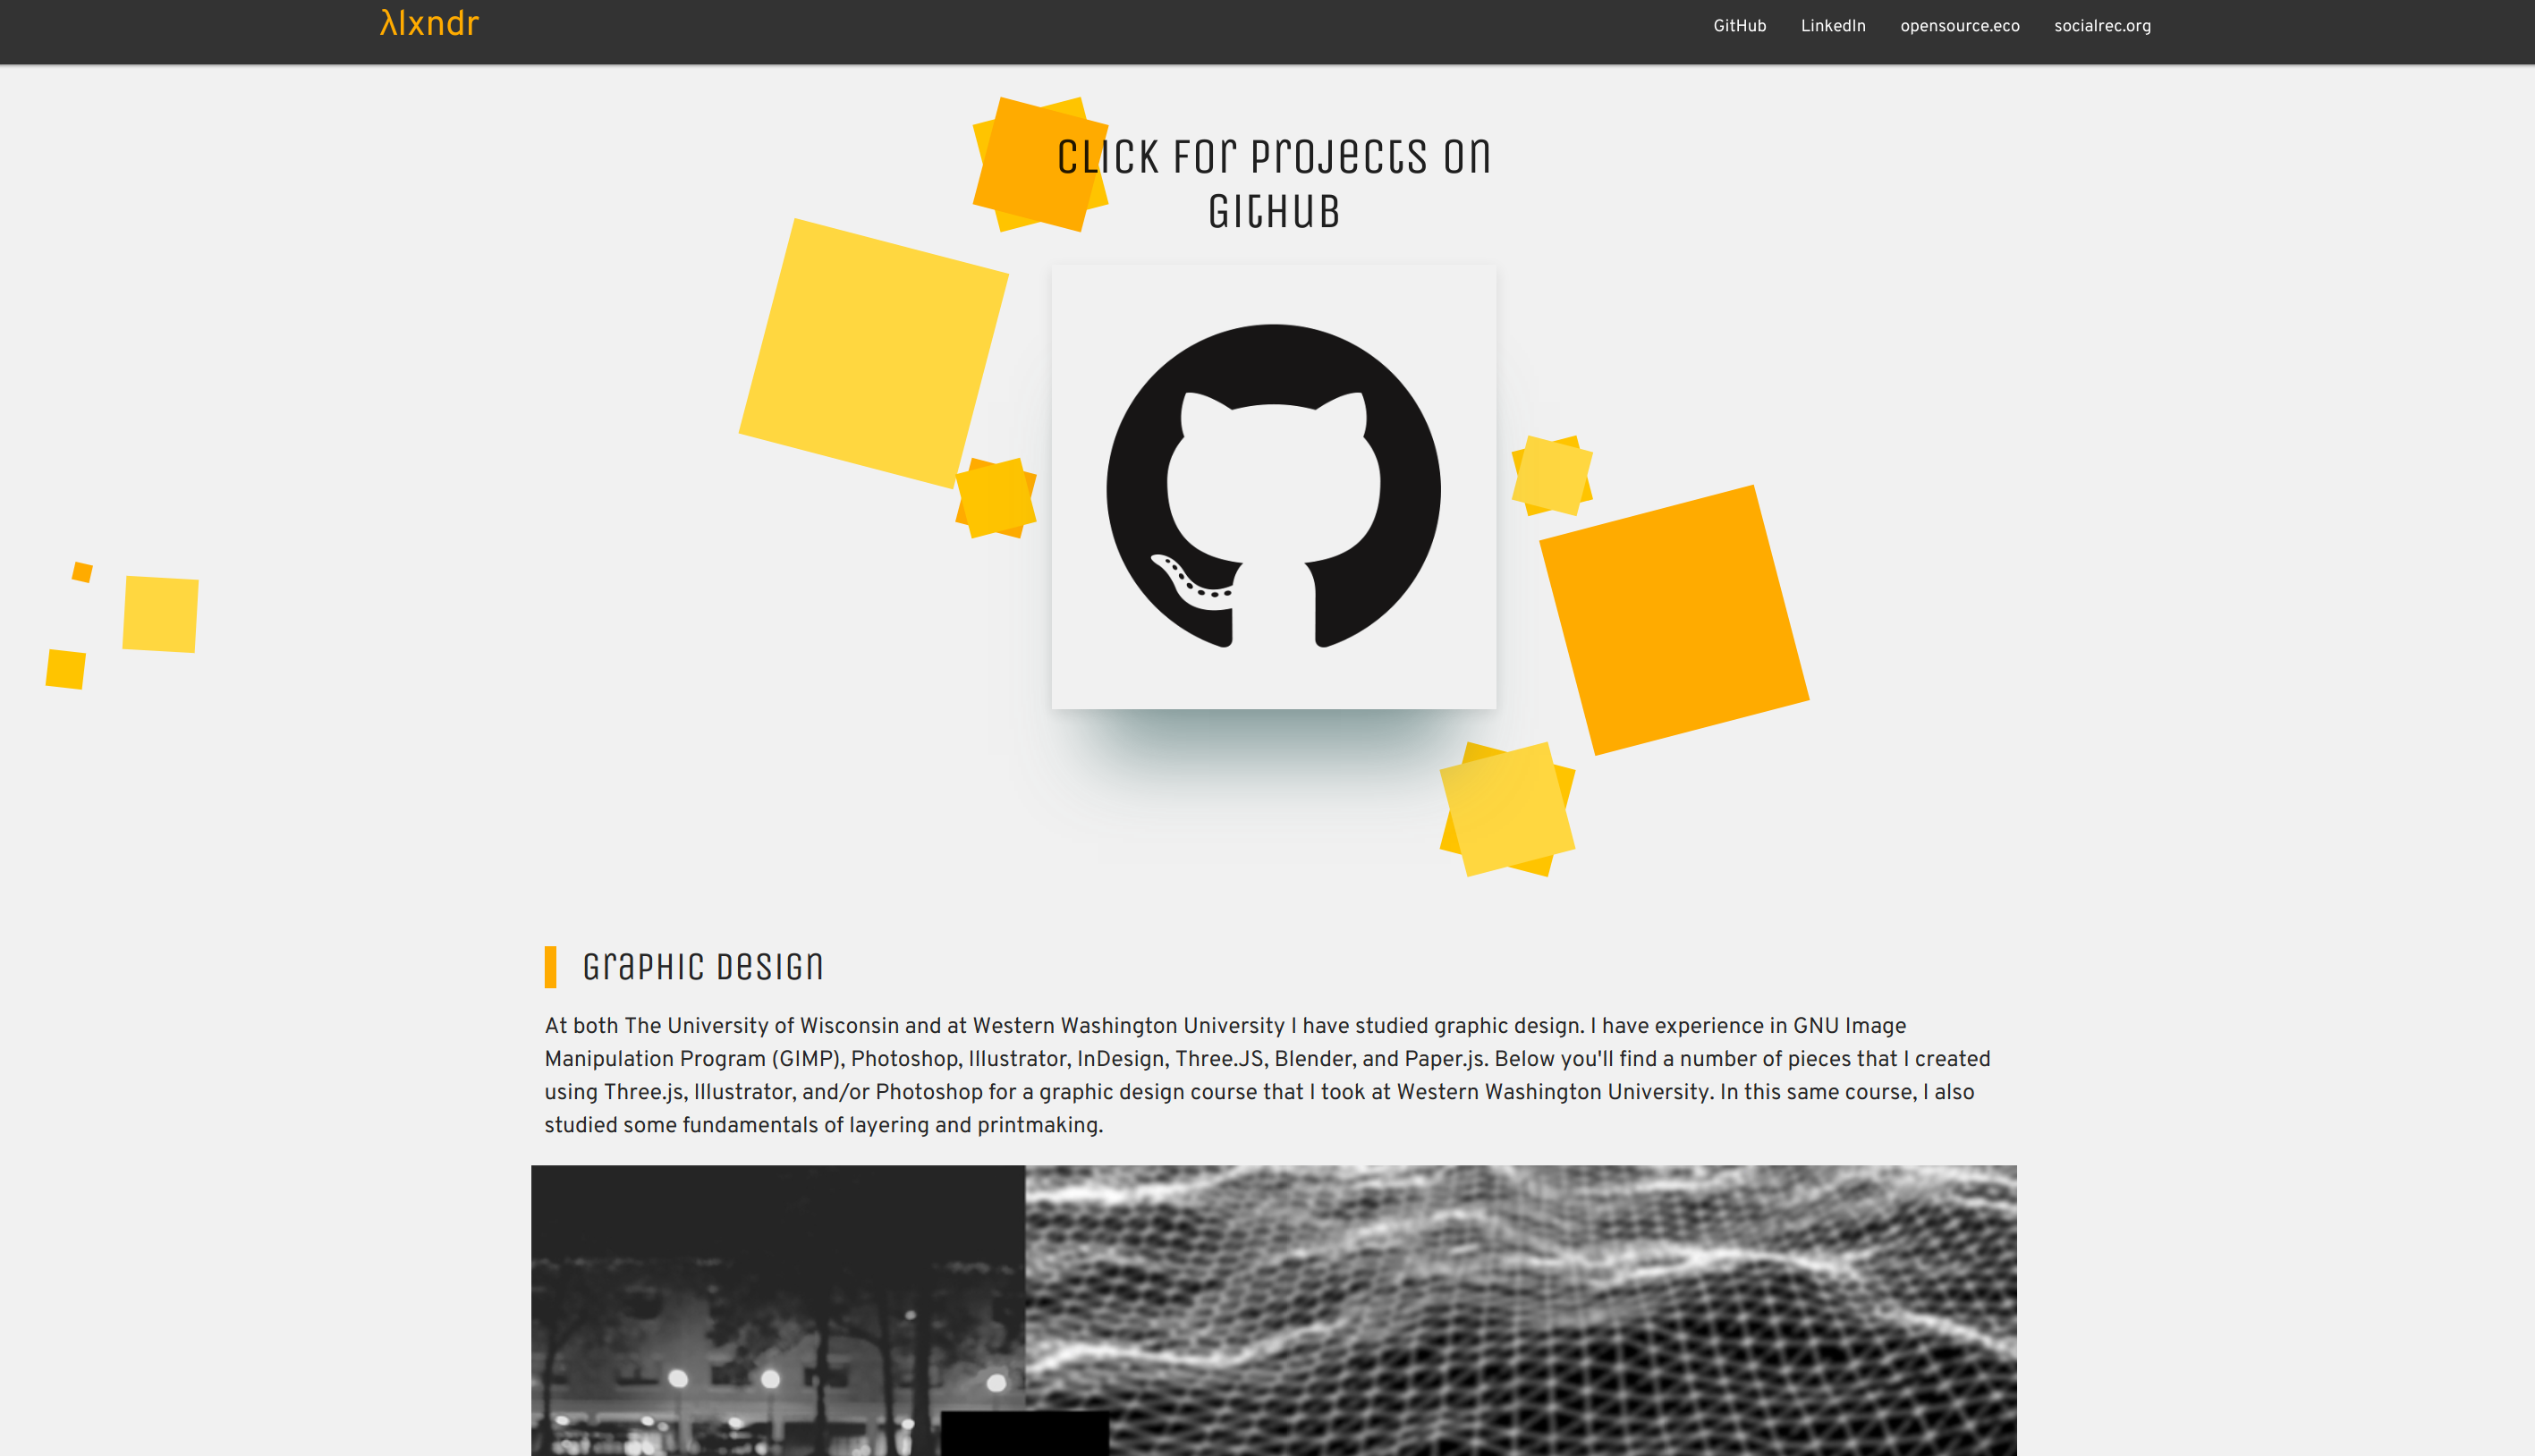 λlxndr
GitHub
LinkedIn
opensource.eco
socialrec.org
CLICK FOR PROJECTS ON
GITHUB
GRAPHIC DESIGN
At both The University of Wisconsin and at Western Washington University I have studied graphic design. I have experience in GNU Image
Manipulation Program (GIMP), Photoshop, Illustrator, InDesign, Three.JS, Blender, and Paper.js. Below you'll find a number of pieces that I created
using Three.js, Illustrator, and/or Photoshop for a graphic design course that I took at Western Washington University. In this same course, I also
studied some fundamentals of layering and printmaking.